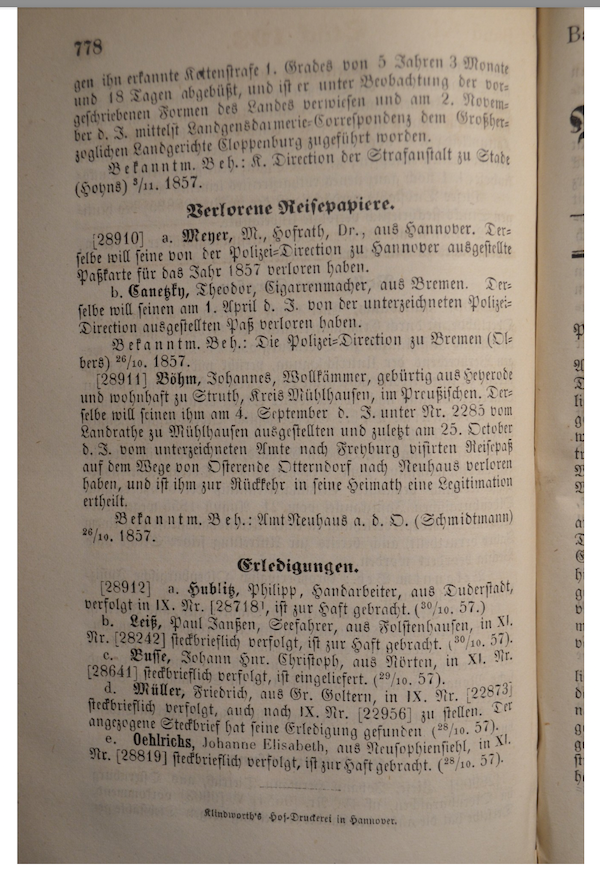 778
gen ihn erkannte Kettenstrafe 1. Grades von 5 Jahren 3 Monate
und 18 Tagen abgebüßt, und ist er unter Beobachtung der vor-
geschriebenen Formen des Landes verwiesen und am 2. Novem-
ber d. J. mittelst Landgensdarmerie-Correspondenz dem Großher-
zoglichen Landgerichte Cloppenburg zugeführt worden.
Bekanntm. Beh.: K. Direction der Strafanstalt zu Stade
(Hoyns) 3/11. 1857.
Verlorene Reisepapiere.
[28910] a. Meyer, M., Hofrath, Dr., aus Hannover. Der-
selbe will seine von der Polizei-Direction zu Hannover ausgestellte
Paßkarte für das Jahr 1857 verloren haben.
b. Canetzky, Theodor, Cigarrenmacher, aus Bremen. Der-
selbe will seinen am 1. April d. J. von der unterzeichneten Polizei-
Direction ausgestellten Paß verloren haben.
Bekanntm. Beh.: Die Polizei-Direction zu Bremen (Ol-
bers) 26/10. 1857.
[28911] Böhm, Johannes, Wollkämmer, gebürtig aus Heyerode
und wohnhaft zu Struth, Kreis Mühlhausen, im Preußischen. Der-
selbe will seinen ihm am 4. September d. J. unter Nr. 2285 vom
Landrathe zu Mühlhausen ausgestellten und zuletzt am 25. October
d. J. vom unterzeichneten Amte nach Freyburg visirten Reisepaß
auf dem Wege von Osterende Otterndorf nach Neuhaus verloren
haben, und ist ihm zur Rückkehr in seine Heimath eine Legitimation
ertheilt.
Bekanntm. Beh.: Amt Neuhaus a. d. O. (Schmidtmann)
26/10. 1857.
Erledigungen.
[28912] a. Hublitz, Philipp, Handarbeiter, aus Duderstadt,
verfolgt in IX. Nr. [28718], ist zur Haft gebracht. (30/10. 57.)
b. Leiß, Paul Janßen, Seefahrer, aus Folstenhausen, in XI.
Nr. [28242] steckbrieflich verfolgt, ist zur Haft gebracht. (30/10. 57).
c. Busse, Johann Hnr. Christoph, aus Nörten, in XI. Nr.
[28641] steckbrieflich verfolgt, ist eingeliefert. (29/10. 57).
d. Müller, Friedrich, aus Gr. Goltern, in IX. Nr. [22873]
steckbrieflich verfolgt, auch nach IX. Nr. [22956] zu stellen. Der
angezogene Steckbrief hat seine Erledigung gefunden (28/10. 57).
e. Oehlrichs, Johanne Elisabeth, aus Neusophiensiehl, in XI.
Nr. [28819] steckbrieflich verfolgt, ist zur Haft gebracht. (28/10. 57).
Klindworth's Hof-Druckerei in Hannover.